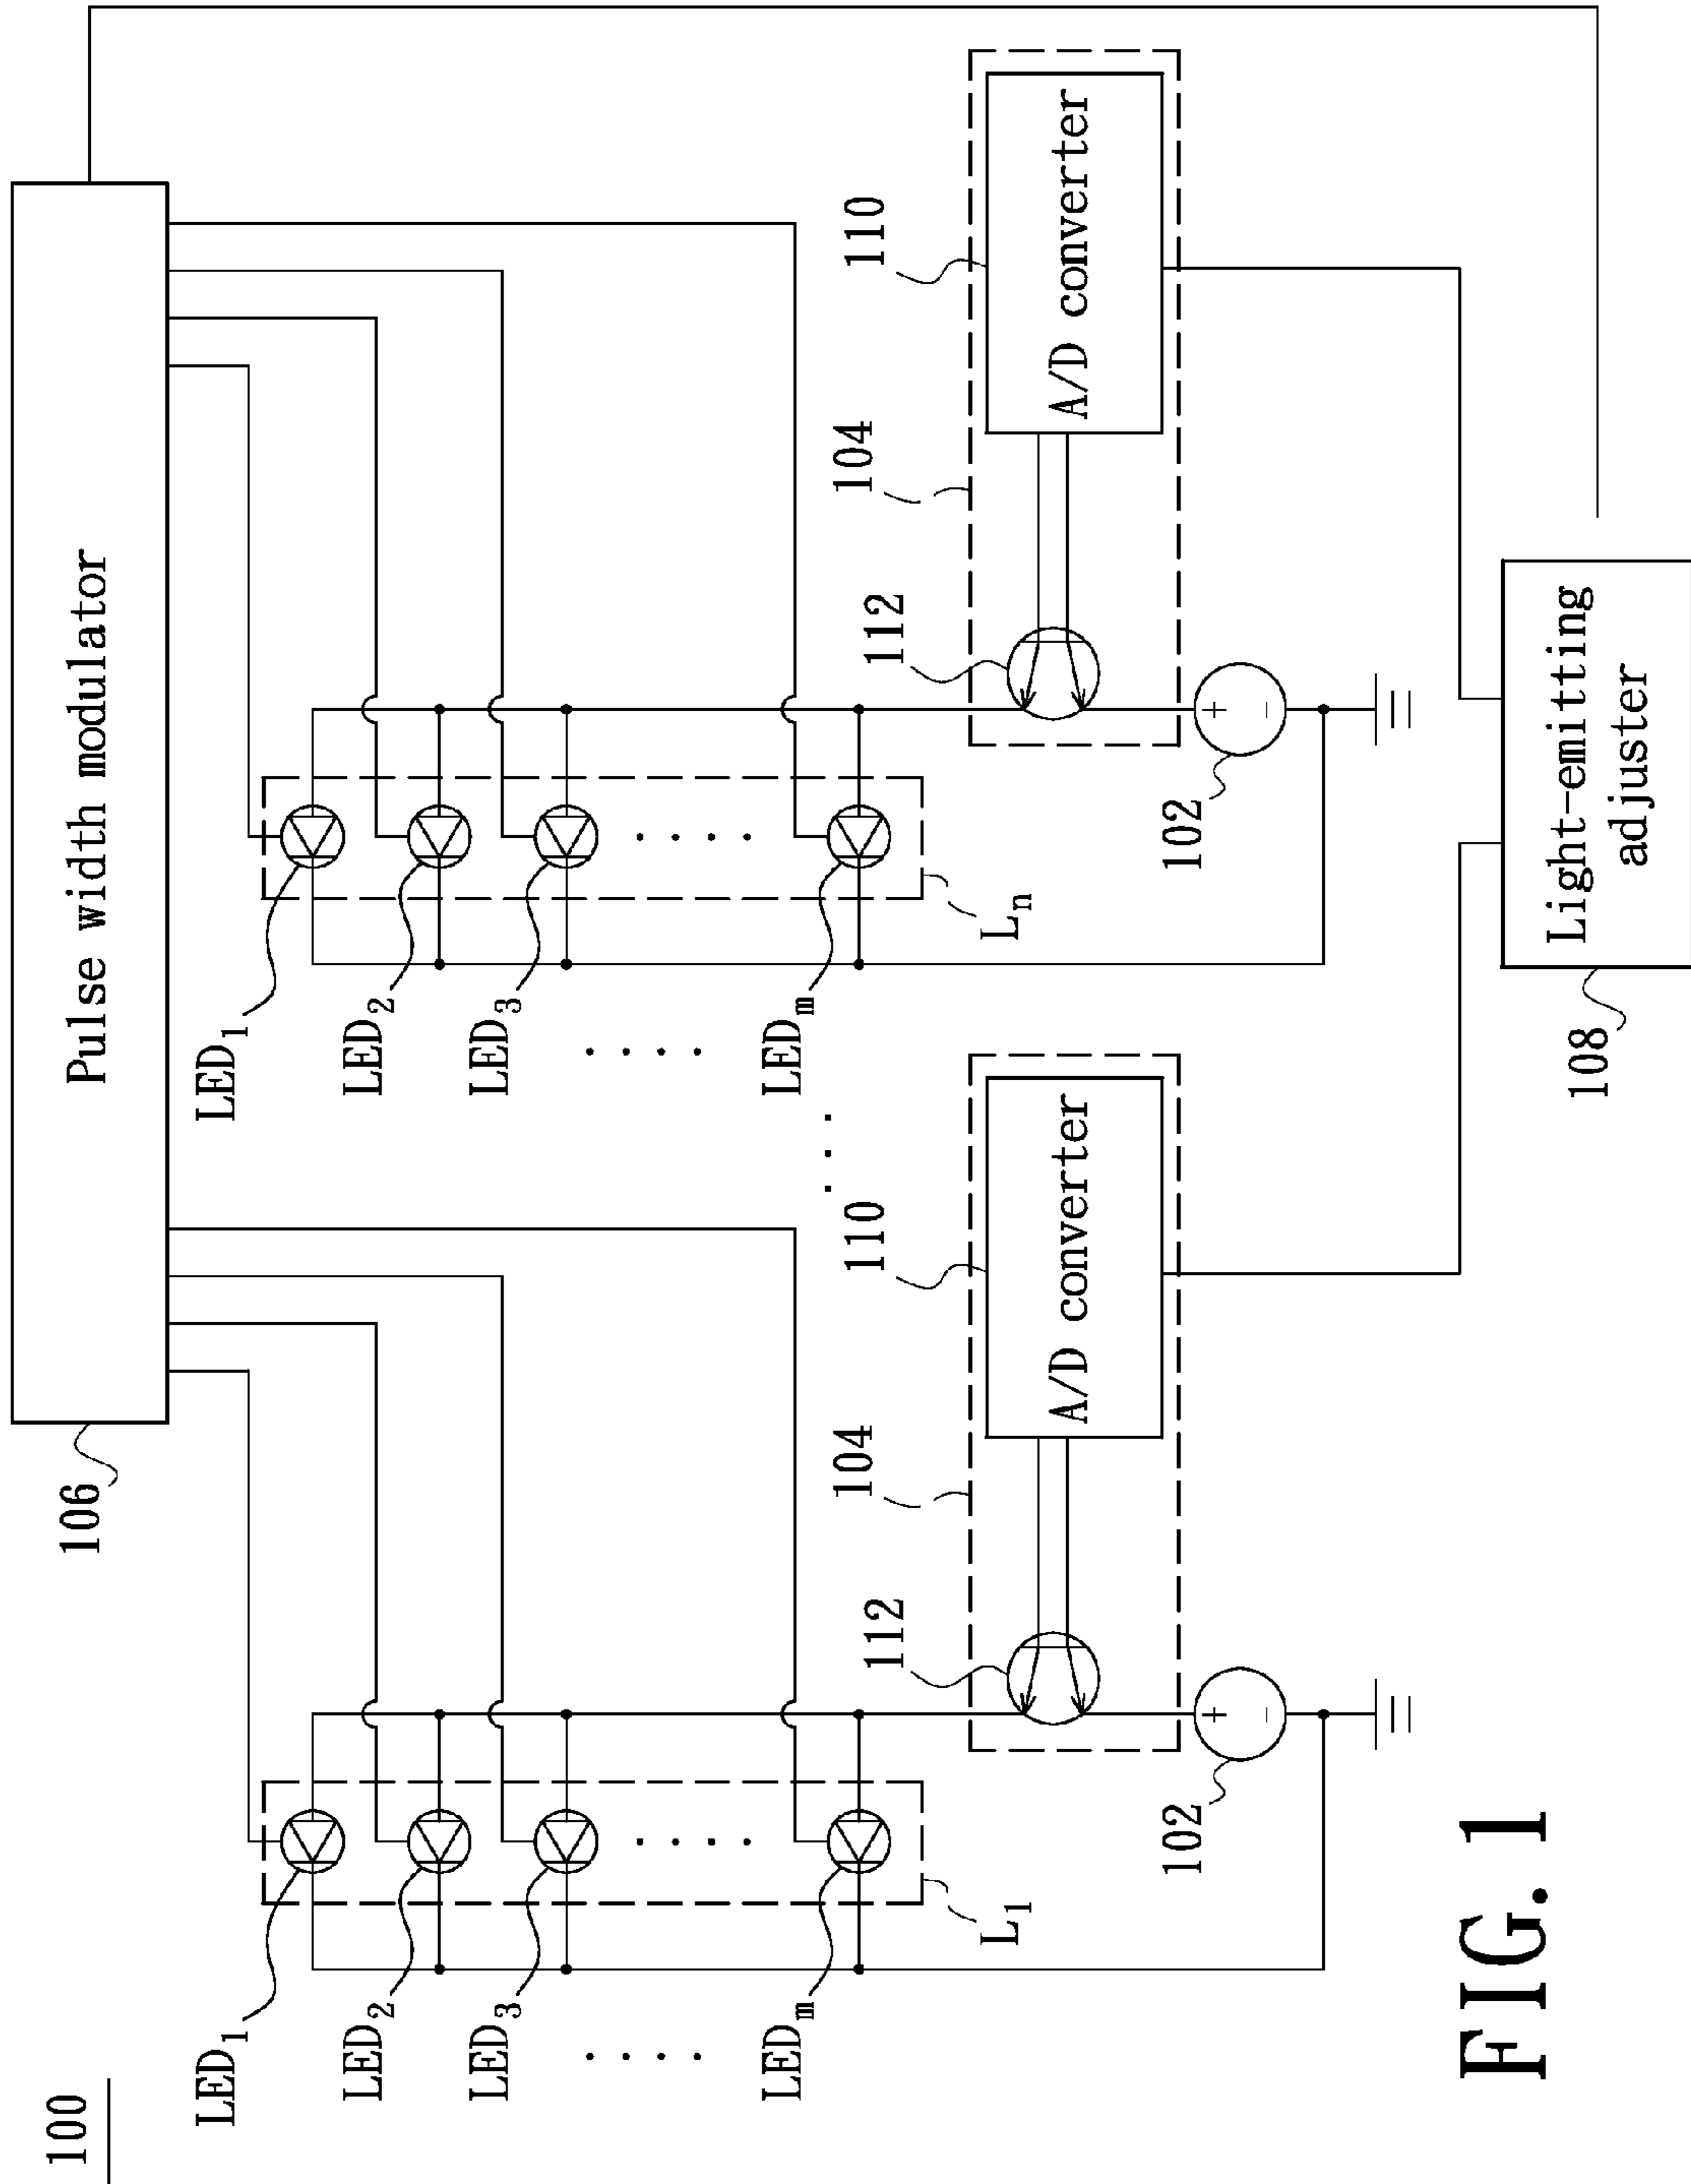 100
106
Pulse width modulator
LED1
LED2
LED3
. . . .
LEDm
. . . .
L1
112
104
110
A/D converter
102
. . .
LED1
LED2
LED3
. . . .
LEDm
. . . .
Ln
112
104
110
A/D converter
102
+
-
+
-
108
Light-emitting
adjuster
FIG. 1